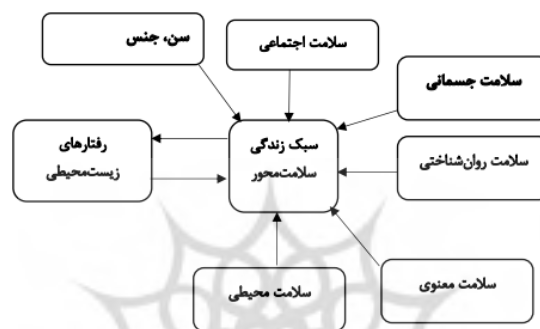 سن، جنس
سلامت اجتماعی
سلامت جسمانی
رفتارهای
زیست‌محیطی
سبک زندگی
سلامت‌محور
سلامت روان‌شناختی
سلامت محیطی
سلامت معنوی